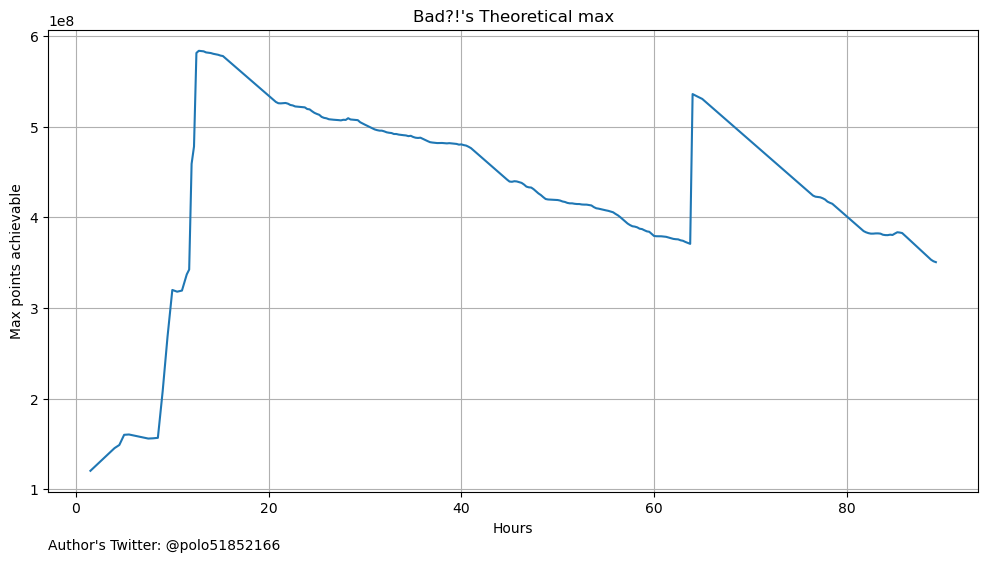 Bad?!'s Theoretical max
1e8
6
5
4
3
2
1
Max points achievable
0 20 40 60 80
Hours
Author's Twitter: @polo51852166